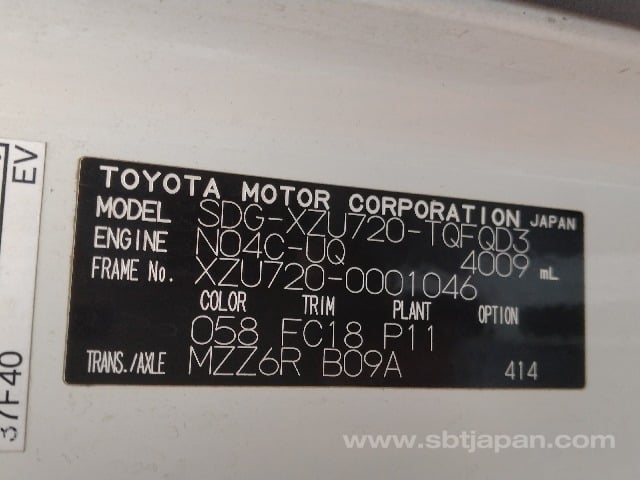 TOYOTA MOTOR CORPORATION JAPAN
MODEL SDG-XZU720-TQFQD3
ENGINE N04C-UQ 4009 mL
FRAME No. XZU720-0001046
COLOR TRIM PLANT OPTION
058 FC18 P11
TRANS./AXLE MZZ6R B09A 414
EV
37F40
www.sbtjapan.com